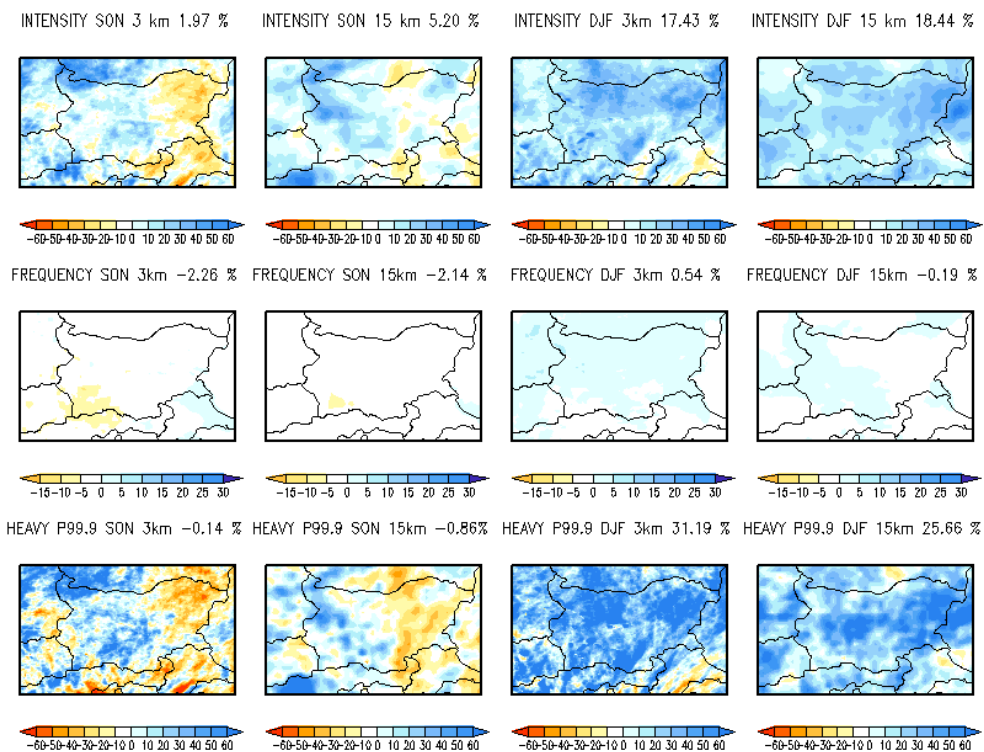 INTENSITY SON 3 km 1.97 %
INTENSITY SON 15 km 5.20 %
INTENSITY DJF 3km 17.43 %
INTENSITY DJF 15 km 18.44 %
−60−50−40−30−20−10 0 10 20 30 40 50 60
−60−50−40−30−20−10 0 10 20 30 40 50 60
−60−50−40−30−20−10 0 10 20 30 40 50 60
−60−50−40−30−20−10 0 10 20 30 40 50 60
FREQUENCY SON 3km −2.26 %
FREQUENCY SON 15km −2.14 %
FREQUENCY DJF 3km 0.54 %
FREQUENCY DJF 15km −0.19 %
−15−10 −5 0 5 10 15 20 25 30
−15−10 −5 0 5 10 15 20 25 30
−15−10 −5 0 5 10 15 20 25 30
−15−10 −5 0 5 10 15 20 25 30
HEAVY P99.9 SON 3km −0.14 %
HEAVY P99.9 SON 15km −0.86%
HEAVY P99.9 DJF 3km 31.19 %
HEAVY P99.9 DJF 15km 25.66 %
−60−50−40−30−20−10 0 10 20 30 40 50 60
−60−50−40−30−20−10 0 10 20 30 40 50 60
−60−50−40−30−20−10 0 10 20 30 40 50 60
−60−50−40−30−20−10 0 10 20 30 40 50 60